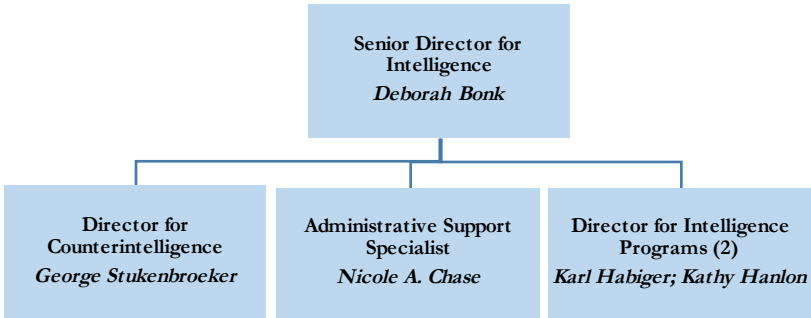 Senior Director for
Intelligence
Deborah Bonk
Director for
Counterintelligence
George Stukenbroeker
Administrative Support
Specialist
Nicole A. Chase
Director for Intelligence
Programs (2)
Karl Habiger; Kathy Hanlon